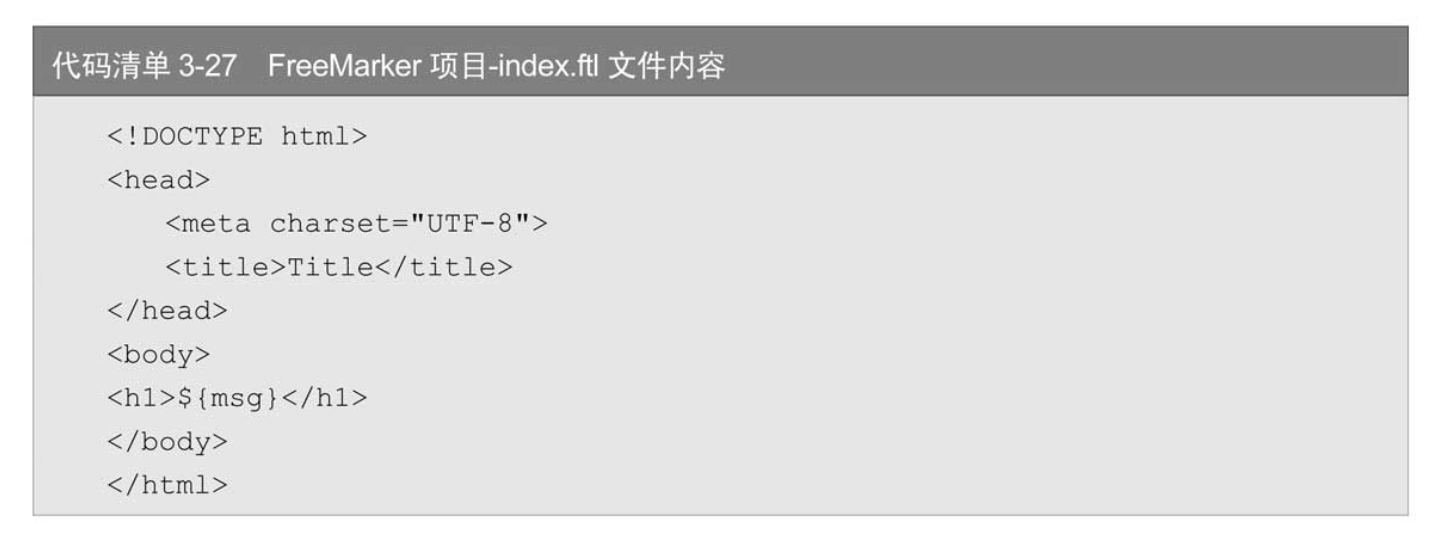 代码清单 3-27 FreeMarker 项目-index.ftl 文件内容
<!DOCTYPE html>
<head>
<meta charset="UTF-8">
<title>Title</title>
</head>
<body>
<h1>${msg}</h1>
</body>
</html>